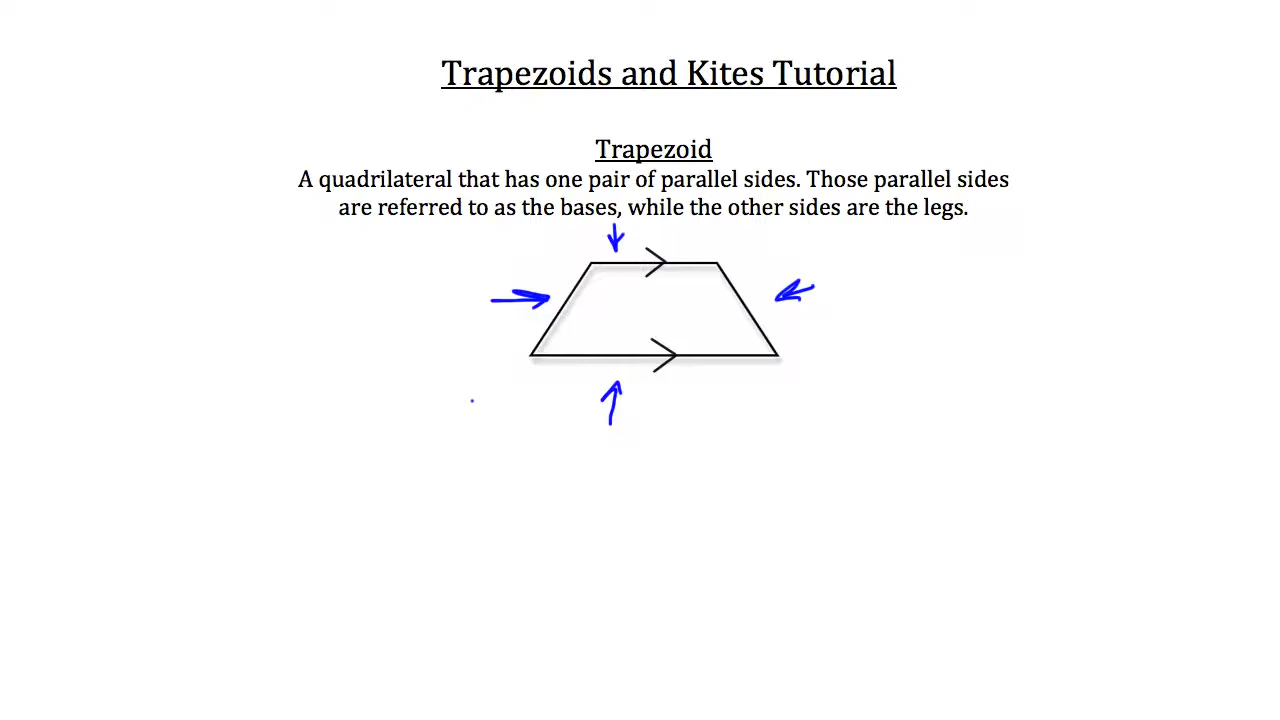 Trapezoids and Kites Tutorial
Trapezoid
A quadrilateral that has one pair of parallel sides. Those parallel sides
are referred to as the bases, while the other sides are the legs.